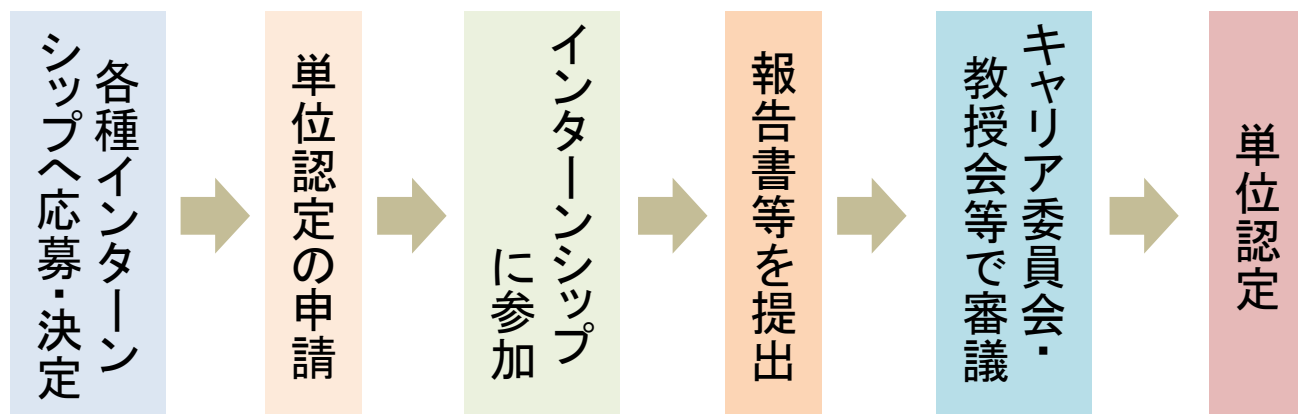 各種インターン
シップへ応募・決定
単位認定の申請
インターンシップ
に参加
報告書等を提出
キャリア委員会・
教授会等で審議
単位認定